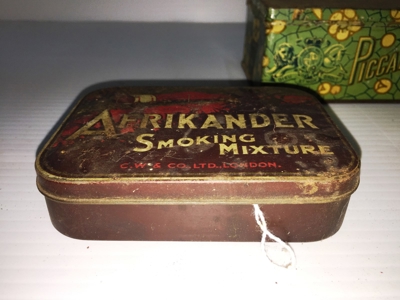 AFRIKANDER
SMOKING
MIXTURE
C.W.S CO. LTD., LONDON.
PICCA